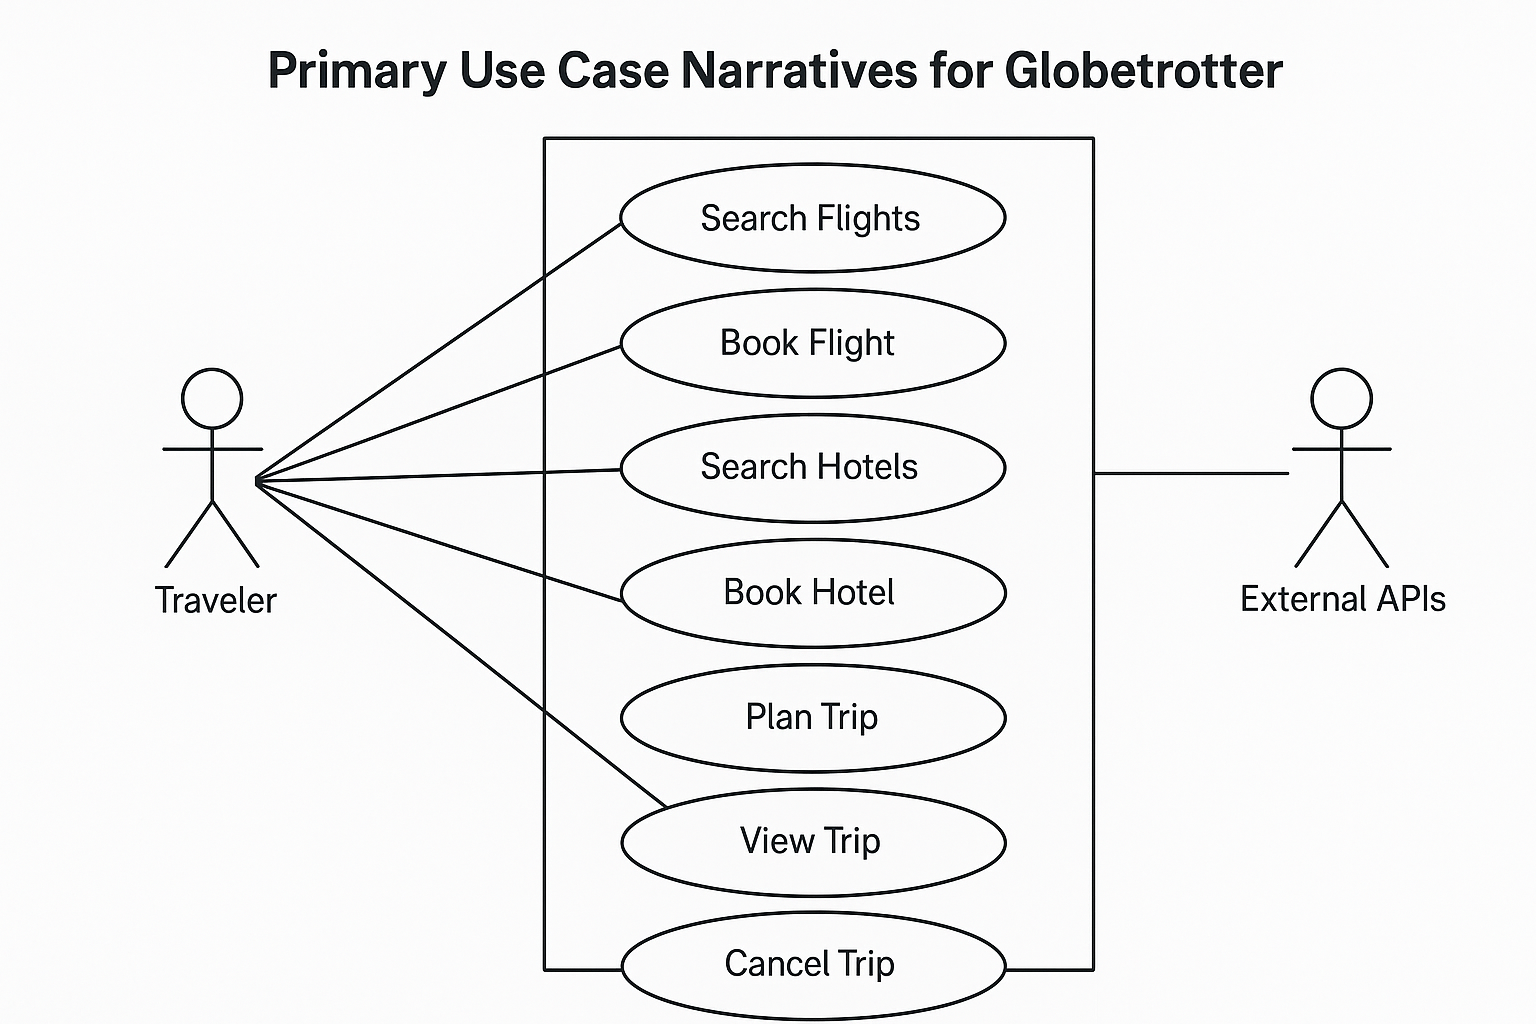 Primary Use Case Narratives for Globetrotter
Search Flights
Book Flight
Search Hotels
Book Hotel
Traveler
External APIs
Plan Trip
View Trip
Cancel Trip